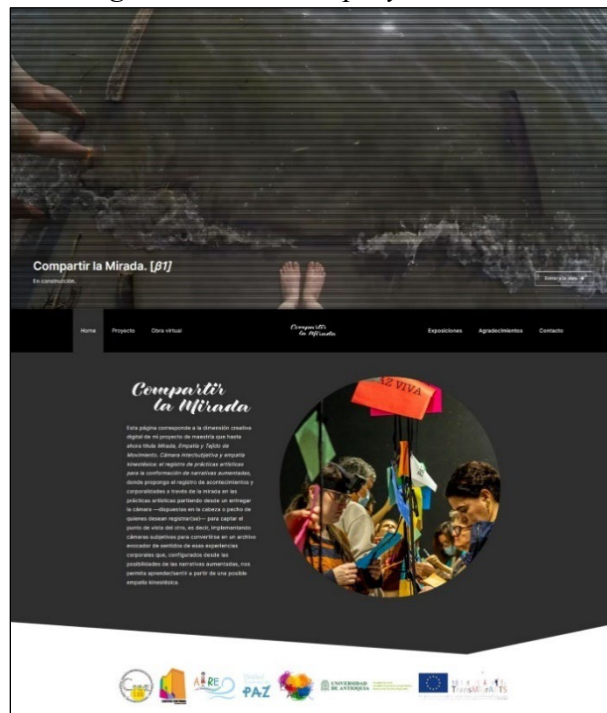 Compartir la Mirada. [β1]
En construcción.
Home Proyecto Obra virtual Compartir la Mirada Exposiciones Agradecimientos Contacto
Compartir
la Mirada
Esta página corresponde a la dimensión creativa
digital de mi proyecto de maestría que hasta
ahora titulo Mirada, Empatía y Tejido de
Movimiento. Cámara intersubjetiva y empatía
kinestésica: el registro de prácticas artísticas
para la conformación de narrativas aumentadas,
donde propongo el registro de acontecimientos y
corporalidades a través de la mirada en las
prácticas artísticas partiendo desde un entregar
la cámara —dispuestas en la cabeza o pecho de
quienes desean registrar(se)— para captar el
punto de vista del otro, es decir, implementando
cámaras subjetivas para convertirse en un archivo
evocador de sentidos de esas experiencias
corporales que, configurados desde las
posibilidades de las narrativas aumentadas, nos
permita aprender/sentir a partir de una posible
empatía kinestésica.
AZ VIVA
AIRE
PAZ
UNIVERSIDAD
DE ANTIOQUIA
TransMigrARTS